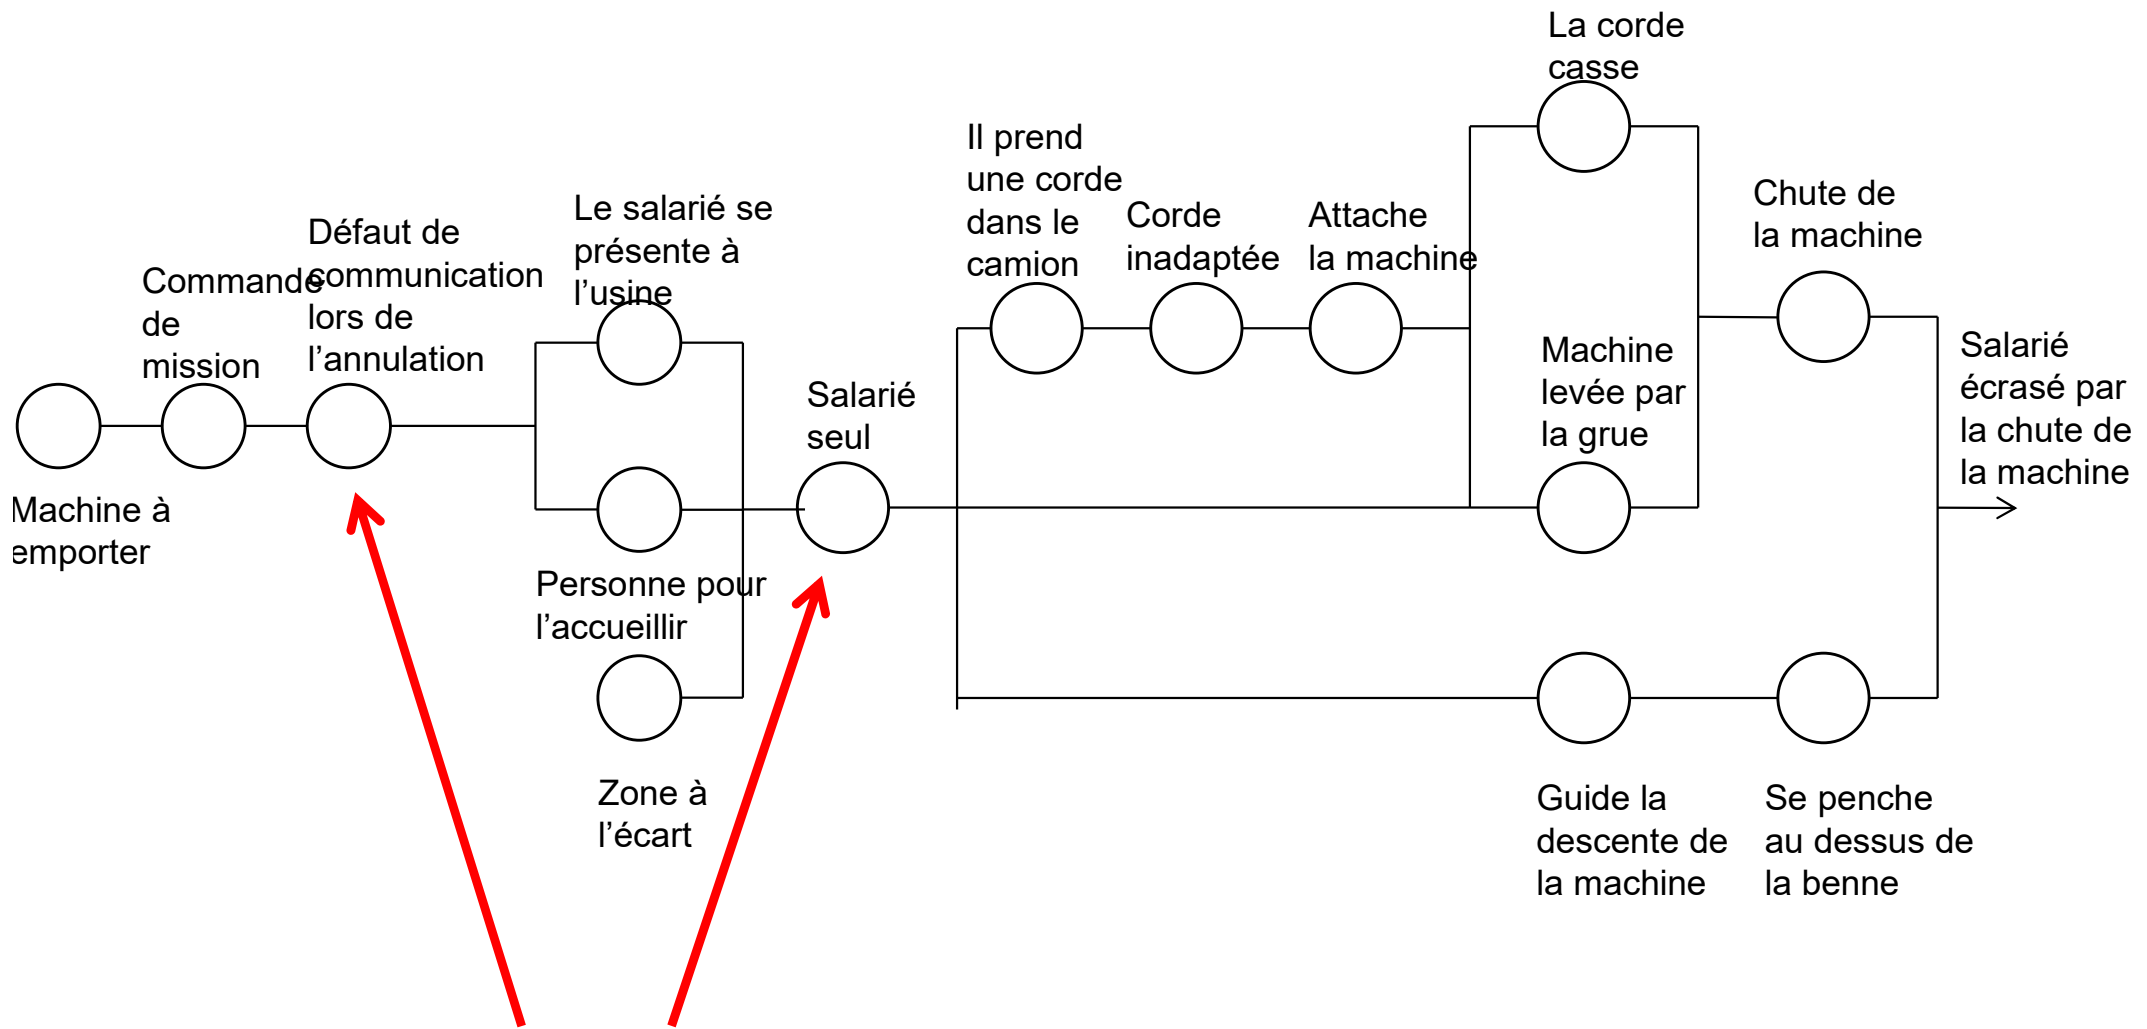 La corde
casse
Il prend
une corde
dans le
camion
Corde
inadaptée
Attache
la machine
Chute de
la machine
Le salarié se
présente à
l’usine
Défaut de
communication
lors de
l’annulation
Commande
de
mission
Machine à
emporter
Salarié
seul
Machine
levée par
la grue
Salarié
écrasé par
la chute de
la machine
Personne pour
l’accueillir
Zone à
l’écart
Guide la
descente de
la machine
Se penche
au dessus de
la benne